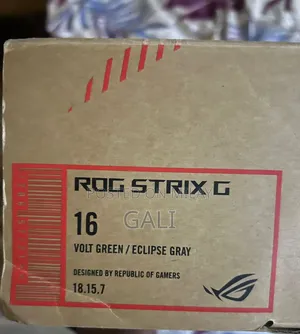 ROG STRIX G
16
GALI
VOLT GREEN / ECLIPSE GRAY
DESIGNED BY REPUBLIC OF GAMERS
18.15.7